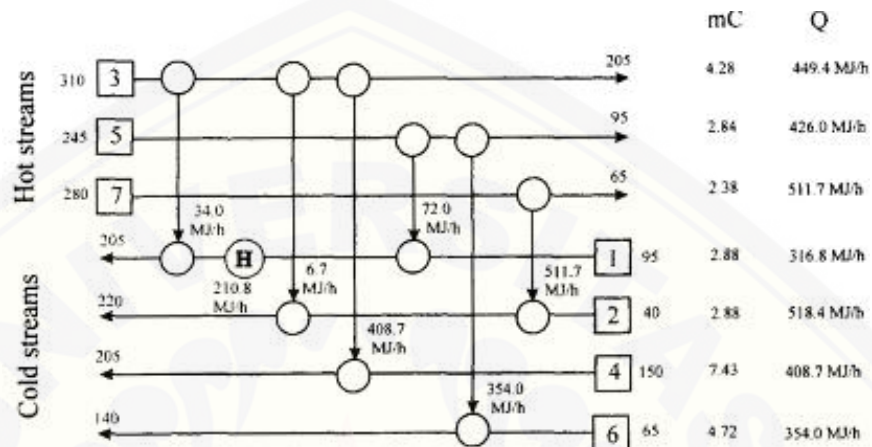 mC Q
Hot streams
310 3 205 4.28 449.4 MJ/h
245 5 95 2.84 426.0 MJ/h
280 7 65 2.38 511.7 MJ/h
34.0 MJ/h
72.0 MJ/h
Cold streams
205 H 1 95 2.88 316.8 MJ/h
210.8 MJ/h
6.7 MJ/h
511.7 MJ/h
220 2 40 2.88 518.4 MJ/h
408.7 MJ/h
205 4 150 7.43 408.7 MJ/h
354.0 MJ/h
140 6 65 4.72 354.0 MJ/h